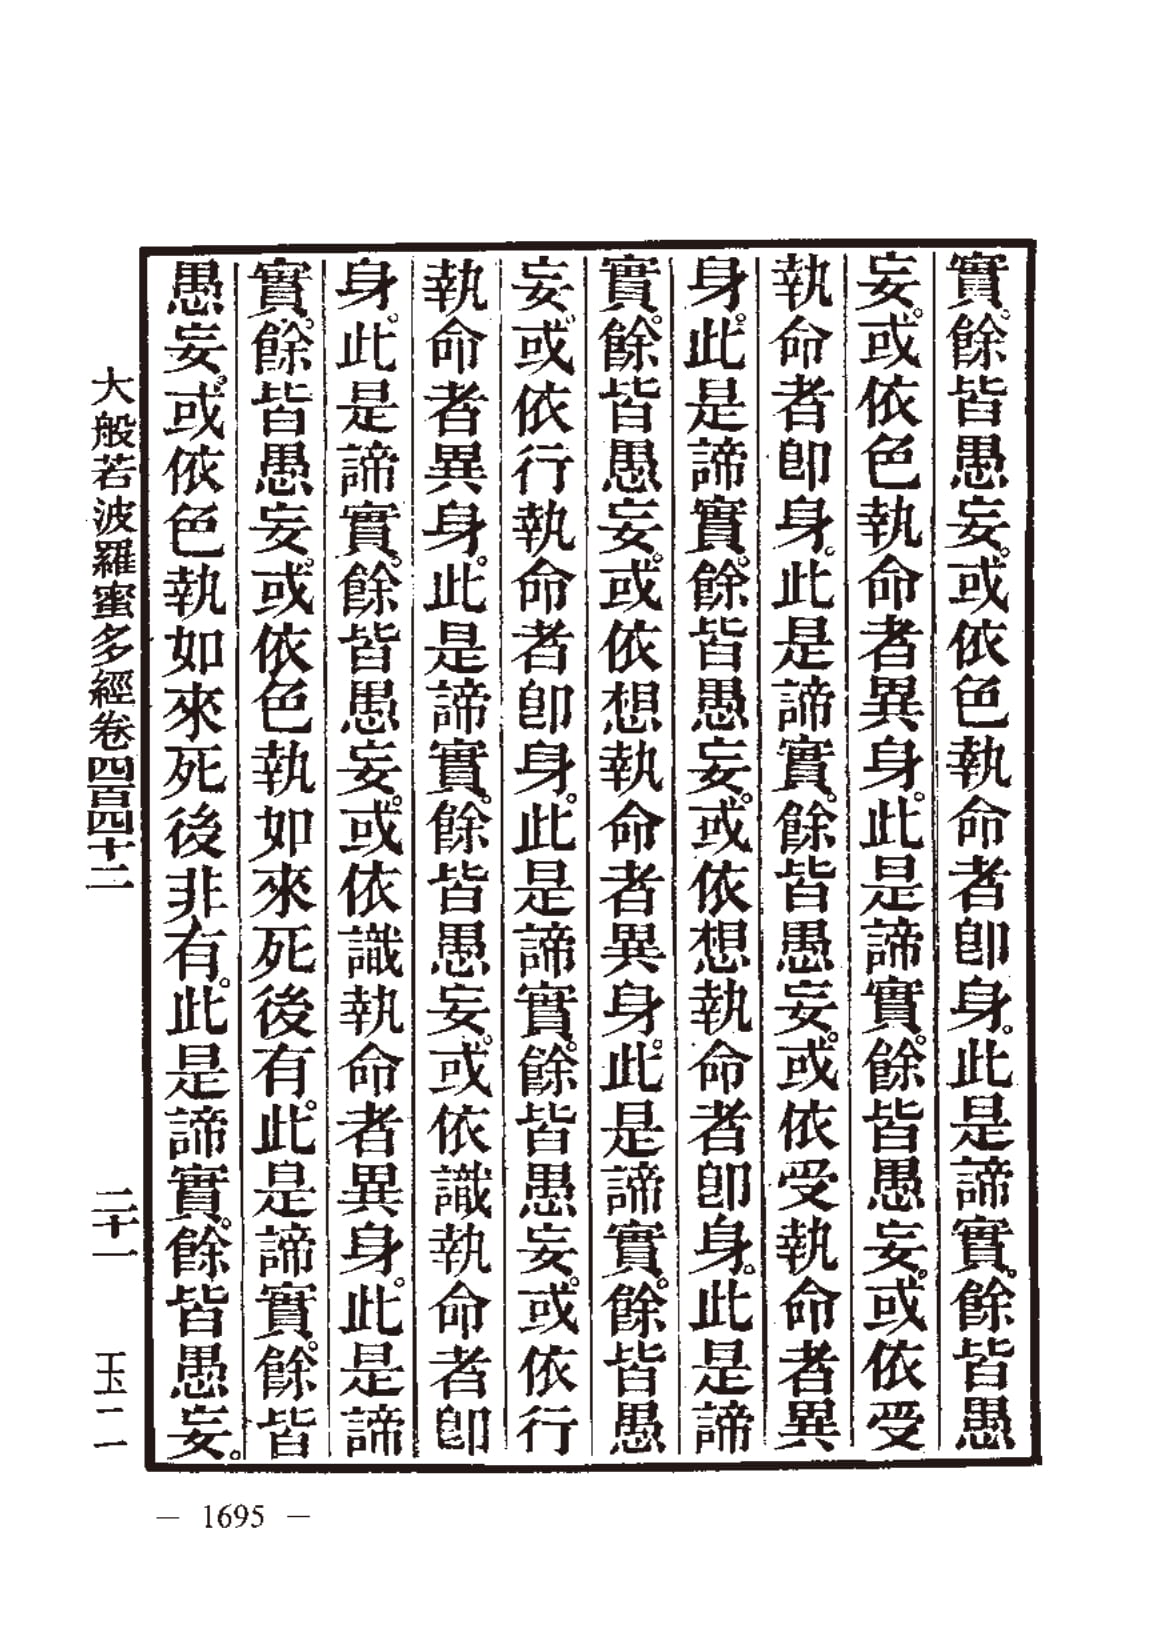 實。餘皆愚妄。或依色執命者卽身。此是諦實。餘皆愚
妄。或依色執命者異身。此是諦實。餘皆愚妄。或依受
執命者卽身。此是諦實。餘皆愚妄。或依受執命者異
身。此是諦實。餘皆愚妄。或依想執命者卽身。此是諦
實。餘皆愚妄。或依想執命者異身。此是諦實。餘皆愚
妄。或依行執命者卽身。此是諦實。餘皆愚妄。或依行
執命者異身。此是諦實。餘皆愚妄。或依識執命者卽
身。此是諦實。餘皆愚妄。或依識執命者異身。此是諦
實。餘皆愚妄。或依色執如來死後有。此是諦實。餘皆
愚妄。或依色執如來死後非有。此是諦實。餘皆愚妄。
大般若波羅蜜多經卷四百四十二 二十一 玉二
— 1695 —